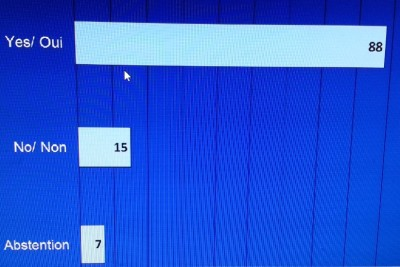 Yes/ Oui 88
No/ Non 15
Abstention 7